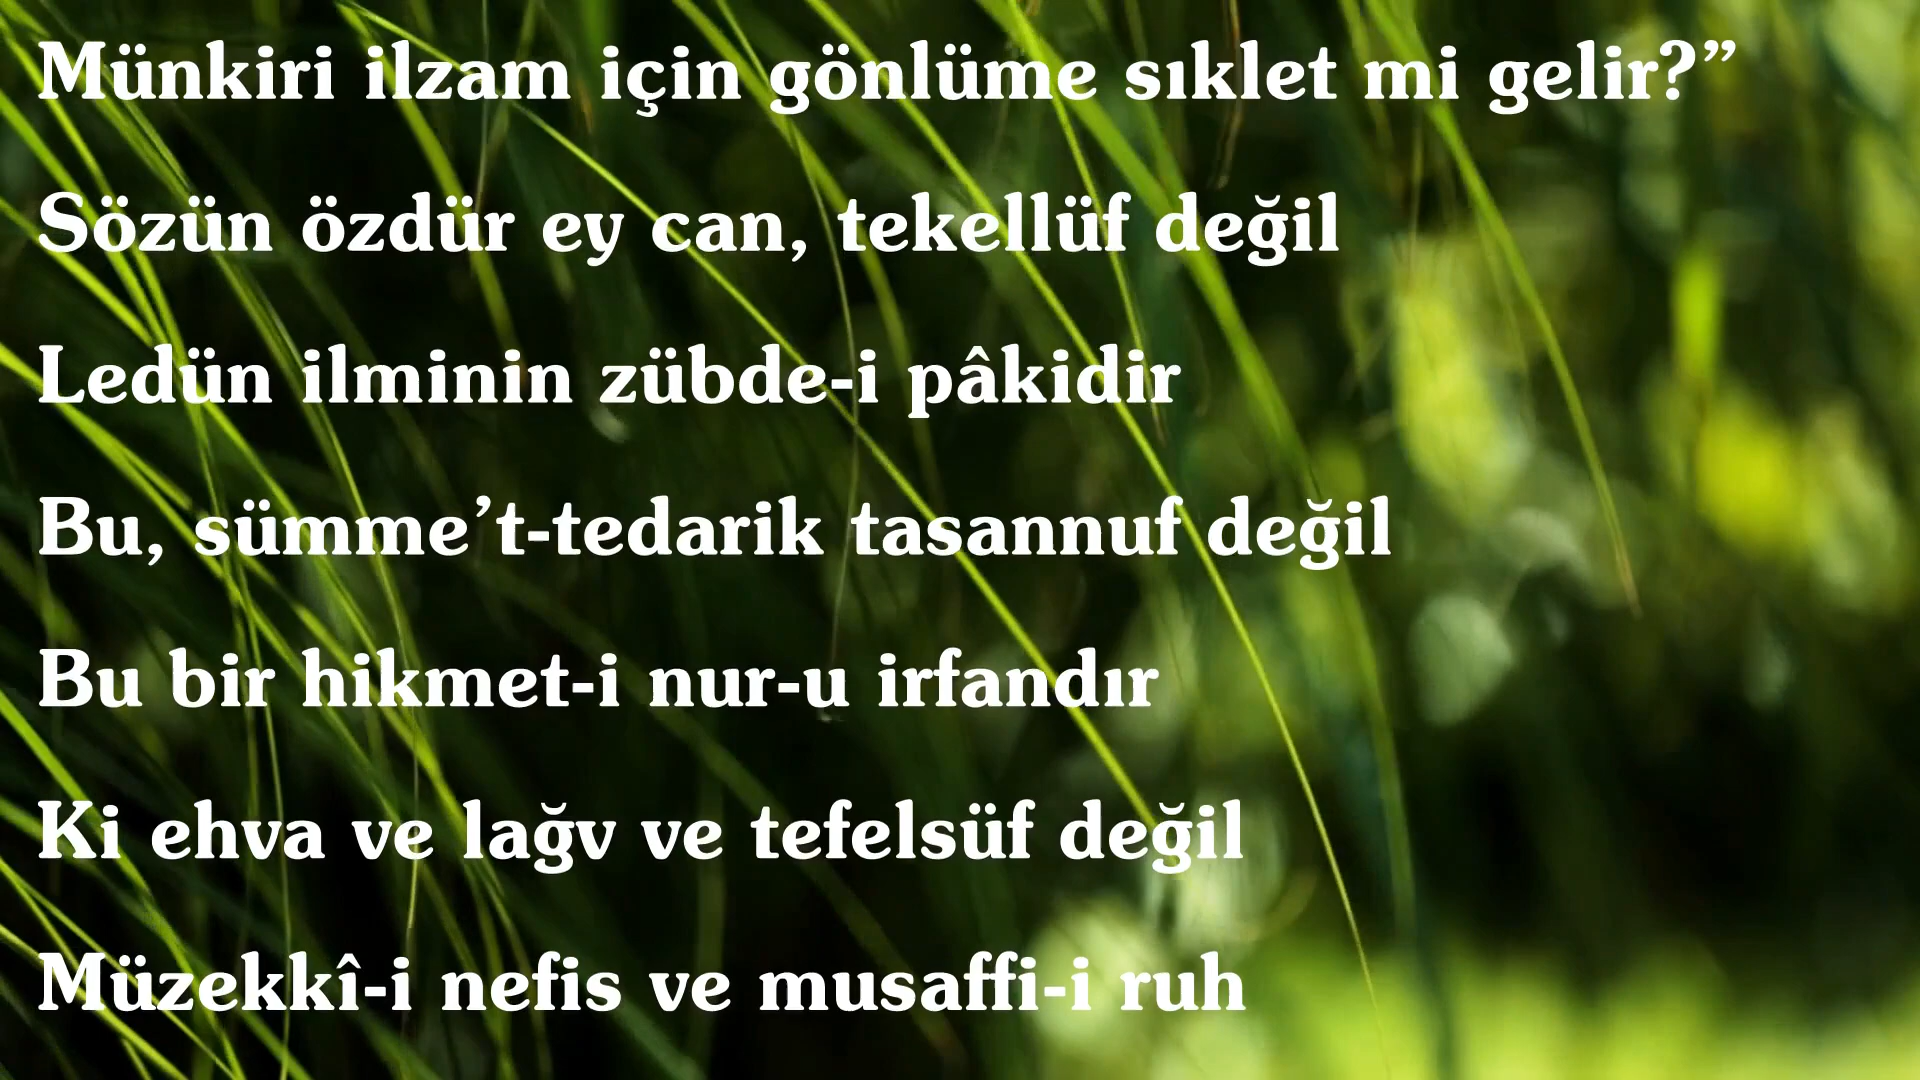 Münkiri ilzam için gönlüme sıklet mi gelir?”
Sözün özdür ey can, tekellüf değil
Ledün ilminin zübde-i pâkidir
Bu, sümme’t-tedarik tasannuf değil
Bu bir hikmet-i nur-u irfandır
Ki ehva ve lağv ve tefelsüf değil
Müzekkî-i nefis ve musaffi-i ruh